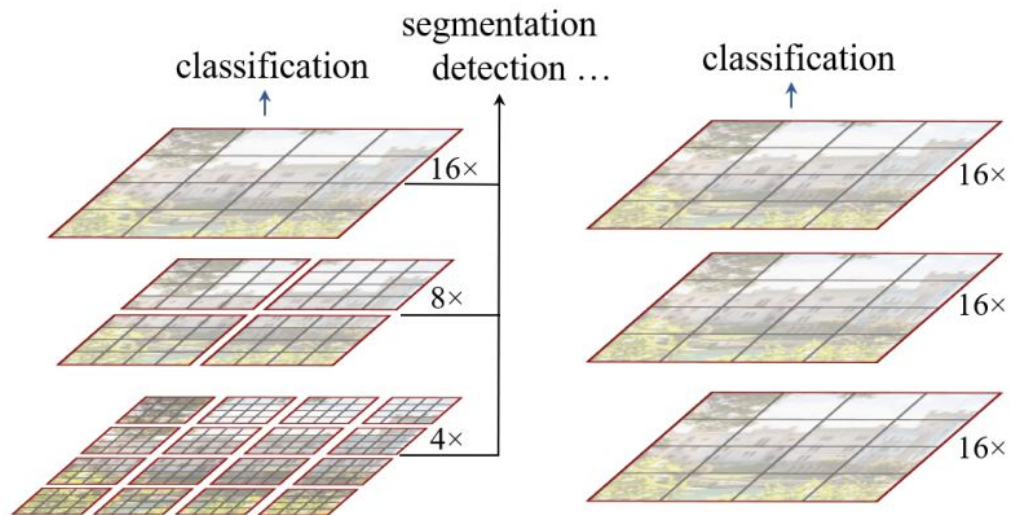 segmentation
detection …
classification
classification
16×
8×
4×
16×
16×
16×